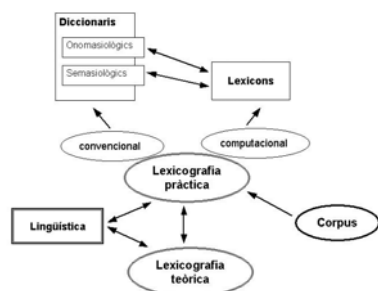 Diccionaris
Onomasiològics
Semasiològics
Lexicons
convencional
computacional
Lexicografia
pràctica
Lingüística
Corpus
Lexicografia
teòrica